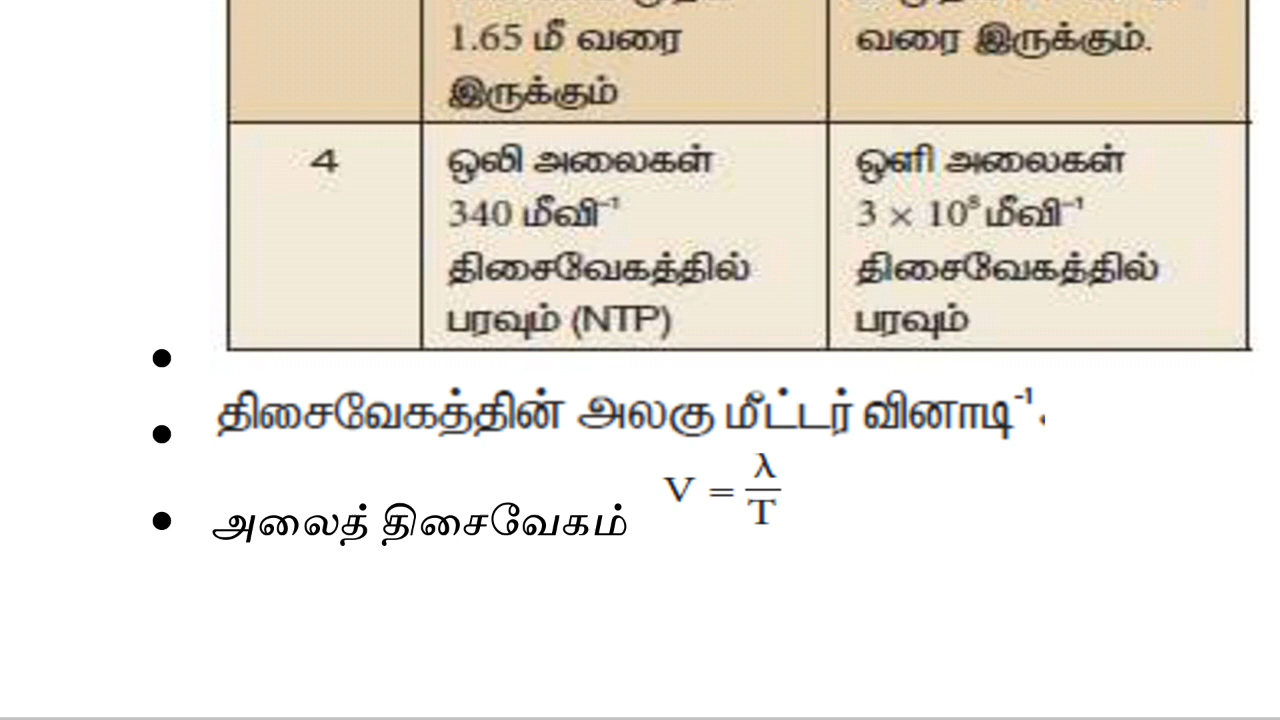 1.65 மீ வரை
இருக்கும்
வரை இருக்கும்.
4
ஒலி அலைகள்
340 மீவி⁻¹
திசைவேகத்தில்
பரவும் (NTP)
ஒளி அலைகள்
3 × 10⁸ மீவி⁻¹
திசைவேகத்தில்
பரவும்
திசைவேகத்தின் அலகு மீட்டர் வினாடி⁻¹.
அலைத் திசைவேகம் V = λ/T